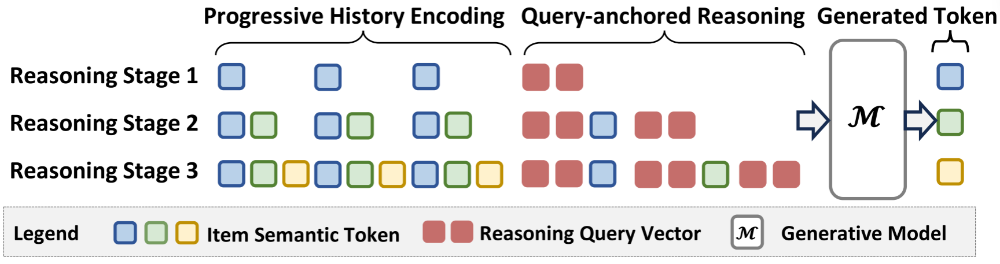 Progressive History Encoding Query-anchored Reasoning Generated Token
Reasoning Stage 1
Reasoning Stage 2
ℳ
Reasoning Stage 3
Legend Item Semantic Token Reasoning Query Vector ℳ Generative Model